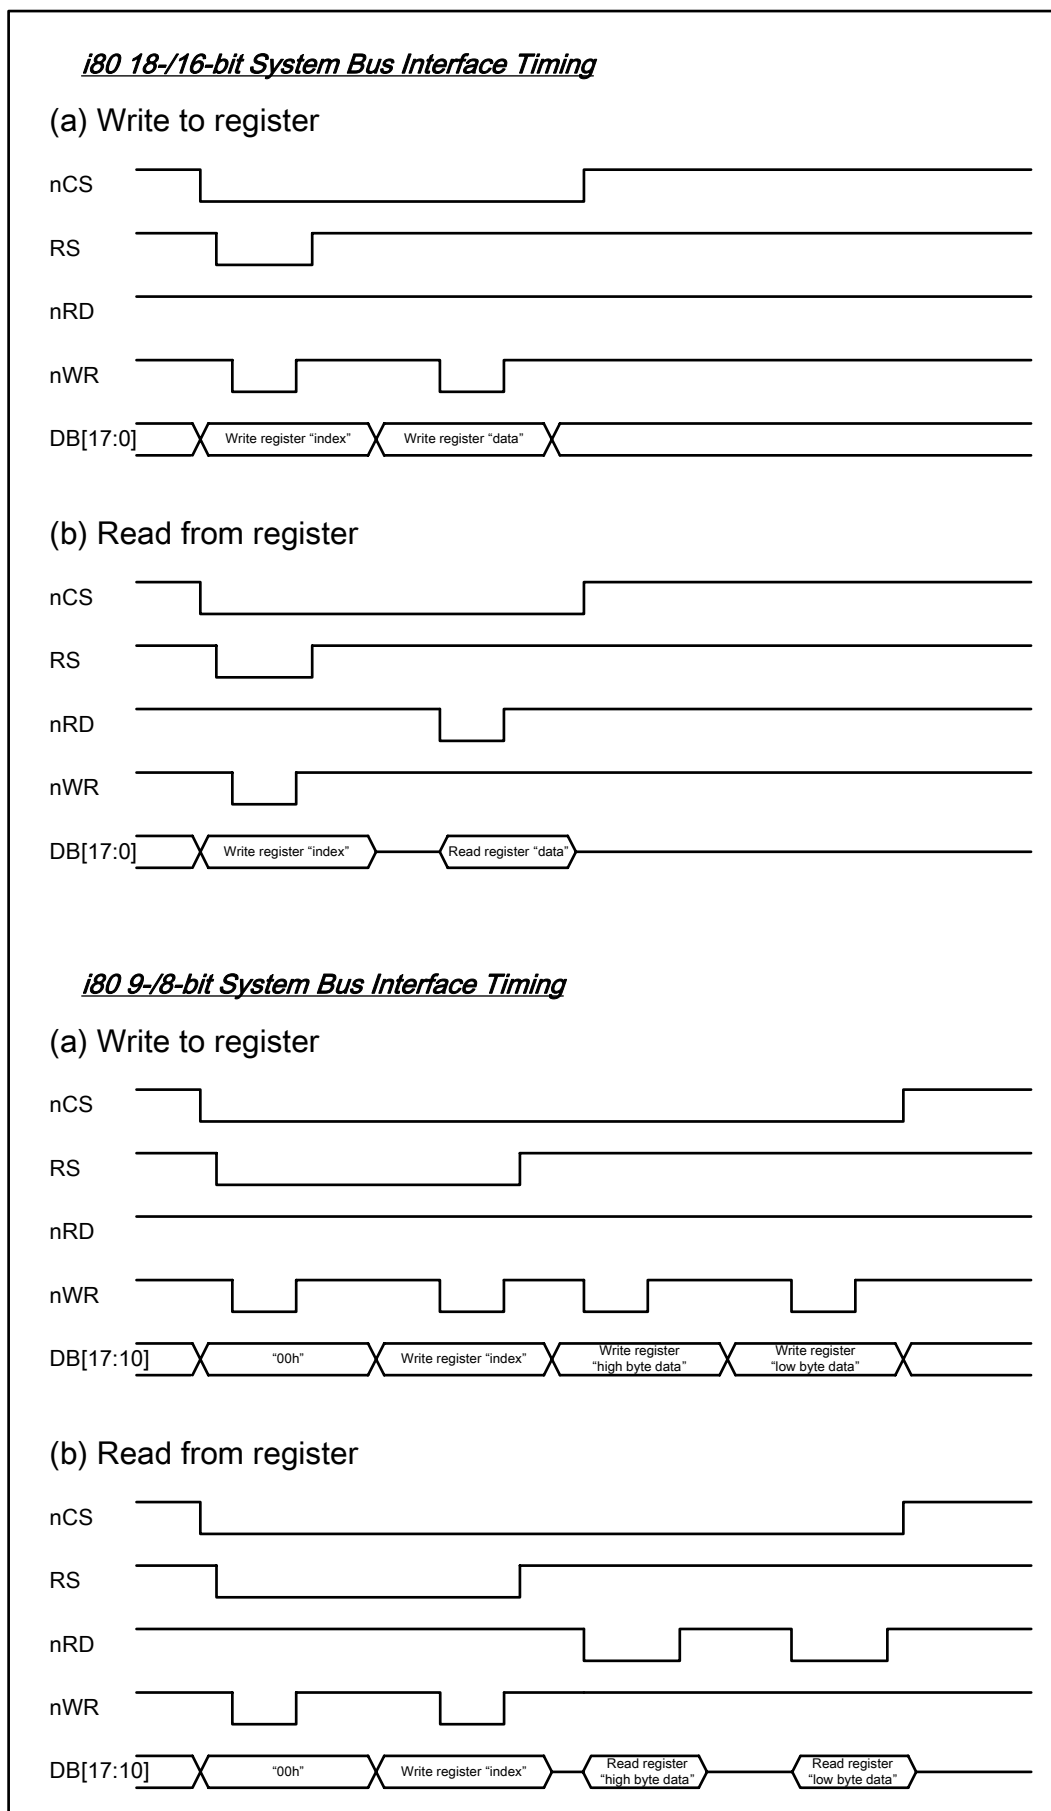 i80 18-/16-bit System Bus Interface Timing
(a) Write to register
nCS
RS
nRD
nWR
DB[17:0]
Write register “index”
Write register “data”
(b) Read from register
nCS
RS
nRD
nWR
DB[17:0]
Write register “index”
Read register “data”
i80 9-/8-bit System Bus Interface Timing
(a) Write to register
nCS
RS
nRD
nWR
DB[17:10]
“00h”
Write register “index”
Write register
“high byte data”
Write register
“low byte data”
(b) Read from register
nCS
RS
nRD
nWR
DB[17:10]
“00h”
Write register “index”
Read register
“high byte data”
Read register
“low byte data”